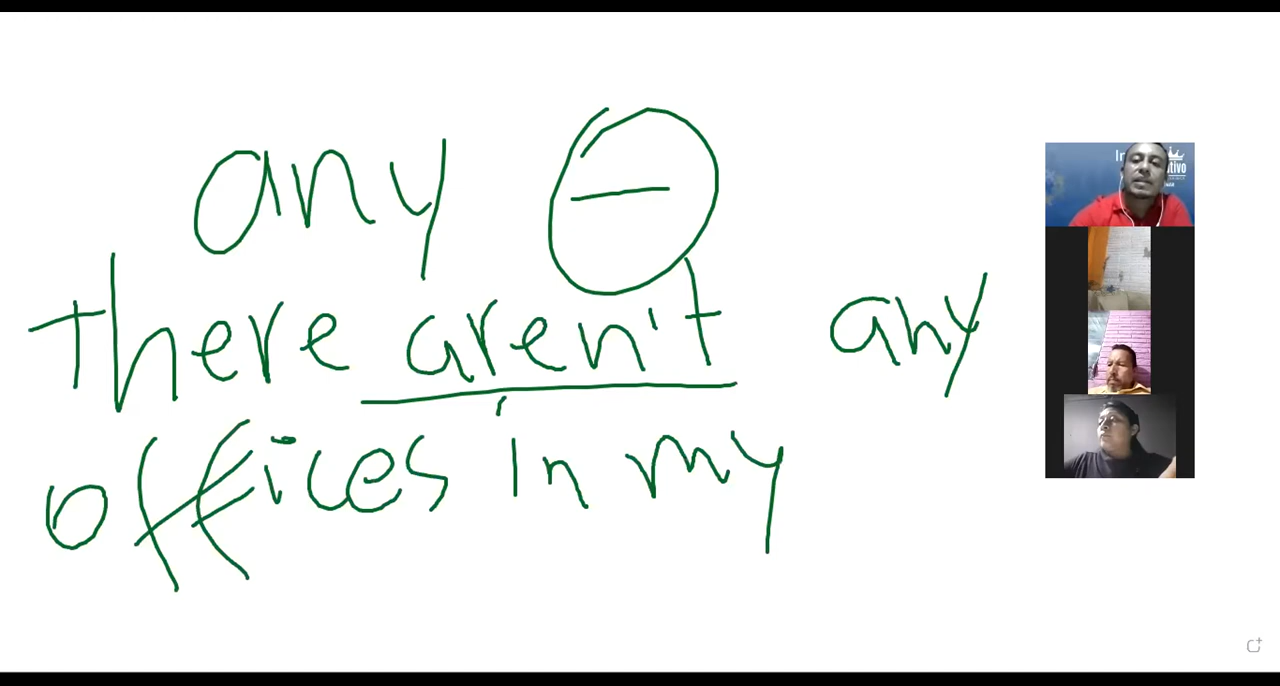 any ⊖
there aren't any
offices in my